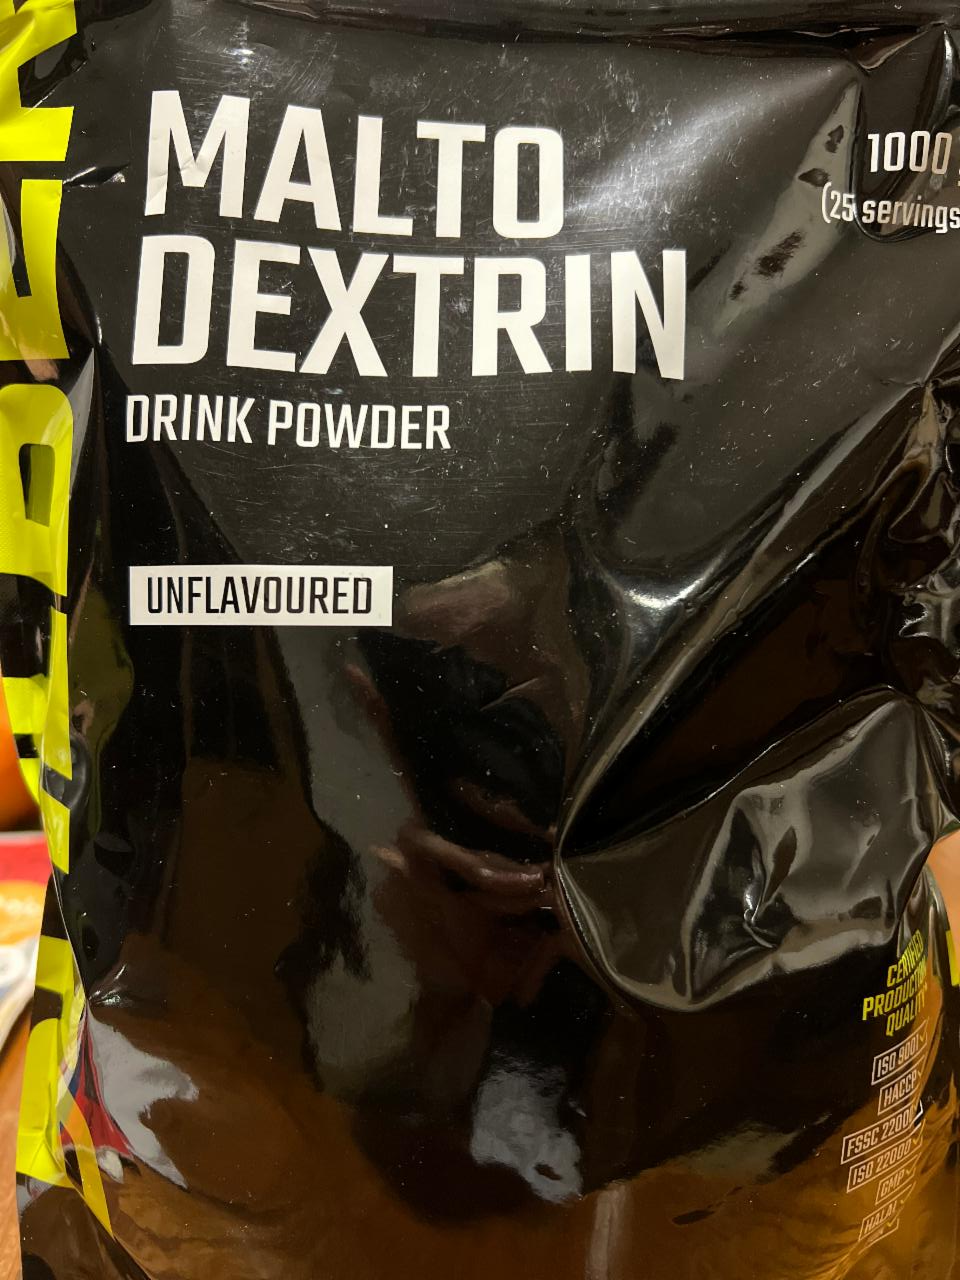 MALTO
DEXTRIN
DRINK POWDER
UNFLAVOURED
1000
(25 servings
CERTIFIED
PRODUCTION
QUALITY
ISO 9001
HACCP
FSSC 22000
ISO 22000
GMP
HALAL